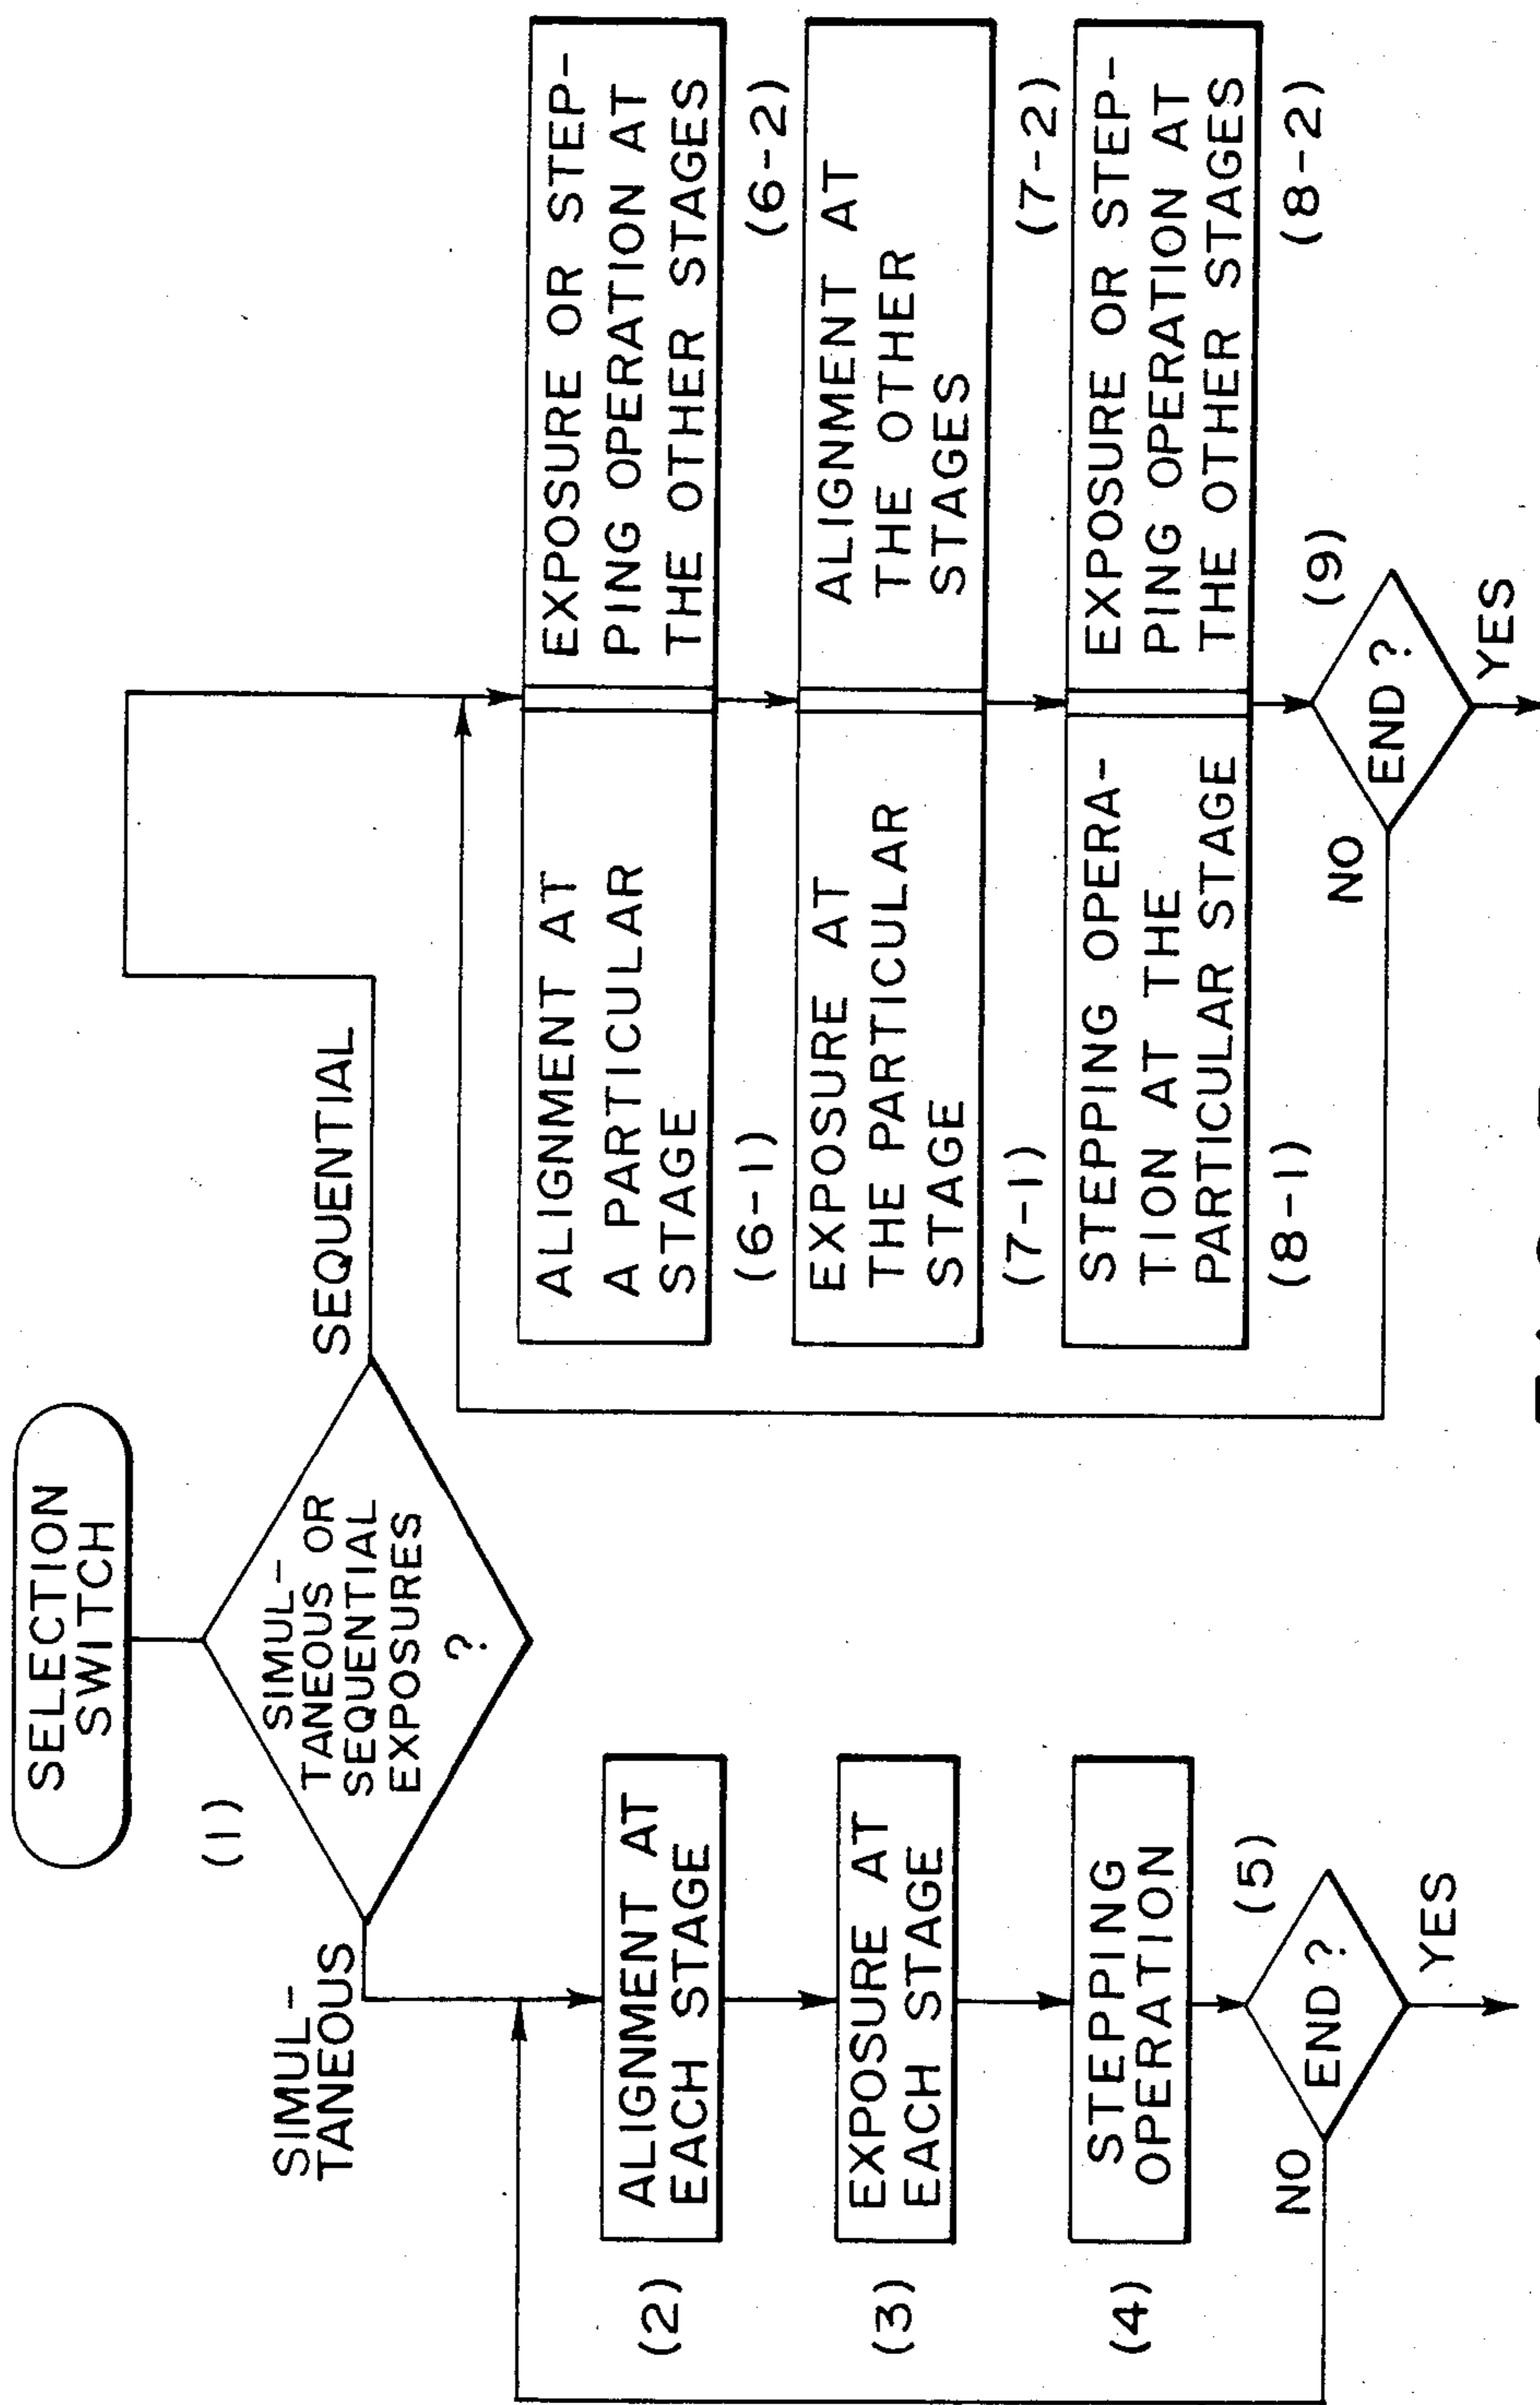 SELECTION
SWITCH
(1)
SIMUL-
TANEOUS OR
SEQUENTIAL
EXPOSURES
?
SIMUL-
TANEOUS
SEQUENTIAL
ALIGNMENT AT
EACH STAGE
(2)
EXPOSURE AT
EACH STAGE
(3)
STEPPING
OPERATION
(4)
(5)
END ?
NO
YES
ALIGNMENT AT
A PARTICULAR
STAGE
(6-1)
EXPOSURE OR STEP-
PING OPERATION AT
THE OTHER STAGES
(6-2)
EXPOSURE AT
THE PARTICULAR
STAGE
(7-1)
ALIGNMENT AT
THE OTHER
STAGES
(7-2)
STEPPING OPERA-
TION AT THE
PARTICULAR STAGE
(8-1)
EXPOSURE OR STEP-
PING OPERATION AT
THE OTHER STAGES
(8-2)
(9)
END ?
NO
YES